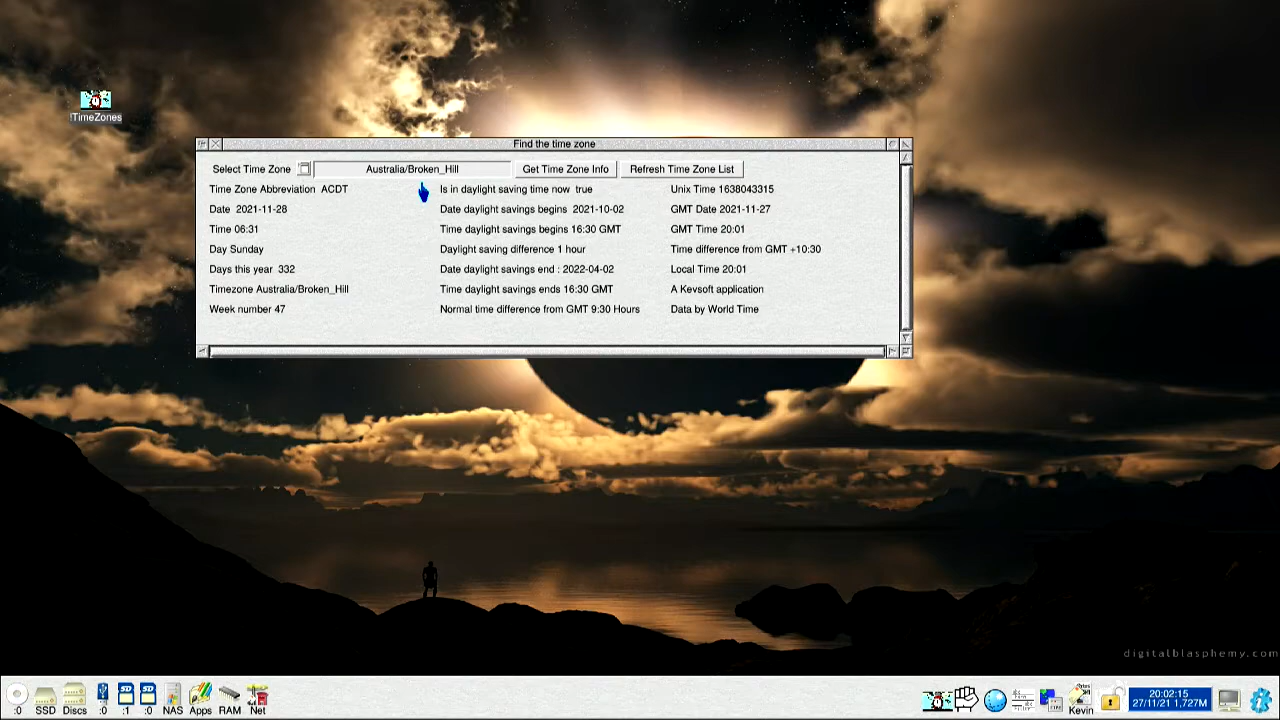 !TimeZones
Find the time zone
Select Time Zone Australia/Broken_Hill Get Time Zone Info Refresh Time Zone List
Time Zone Abbreviation ACDT Is in daylight saving time now true Unix Time 1638043315
Date 2021-11-28 Date daylight savings begins 2021-10-02 GMT Date 2021-11-27
Time 06:31 Time daylight savings begins 16:30 GMT GMT Time 20:01
Day Sunday Daylight saving difference 1 hour Time difference from GMT +10:30
Days this year 332 Date daylight savings end : 2022-04-02 Local Time 20:01
Timezone Australia/Broken_Hill Time daylight savings ends 16:30 GMT A Kevsoft application
Week number 47 Normal time difference from GMT 9:30 Hours Data by World Time
digitalblasphemy.com
SD SD
:0 SSD Discs :0 :1 :0 NAS Apps RAM Net Kevin
20:02:15
27/11/21 1,727M